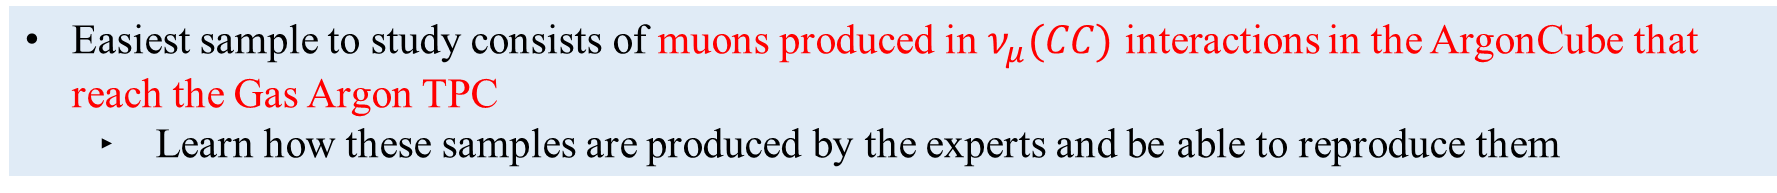 • Easiest sample to study consists of muons produced in ν_μ(CC) interactions in the ArgonCube that
reach the Gas Argon TPC
‣ Learn how these samples are produced by the experts and be able to reproduce them